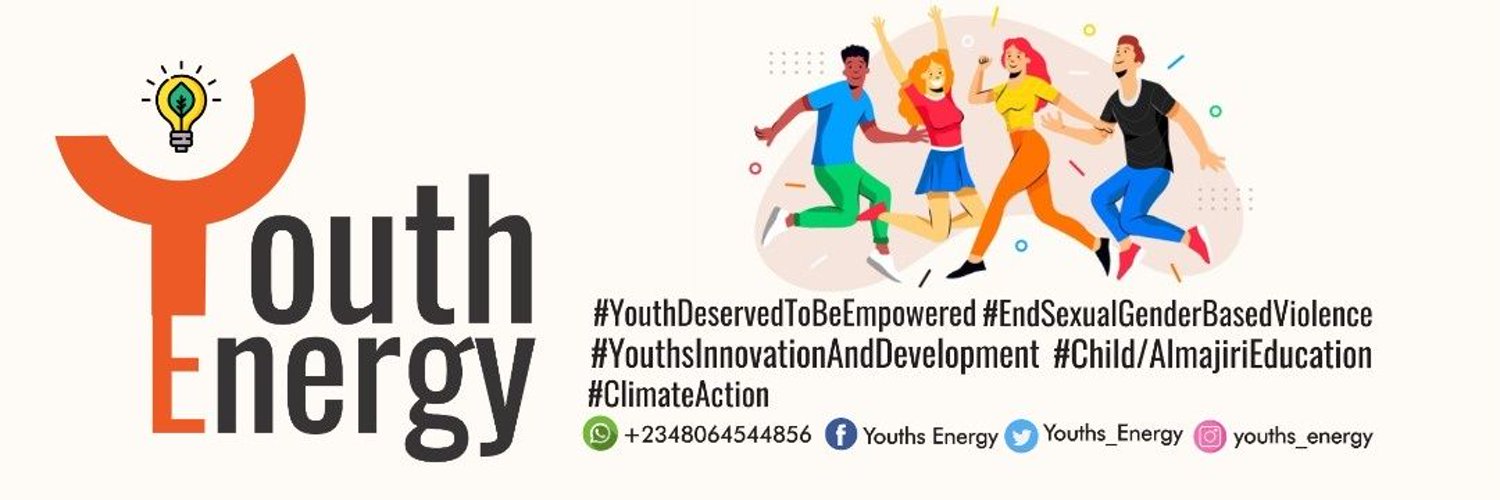 Youth
Energy
#YouthDeservedToBeEmpowered #EndSexualGenderBasedViolence
#YouthsInnovationAndDevelopment #Child/AlmajiriEducation
#ClimateAction
+2348064544856 Youths Energy Youths_Energy youths_energy